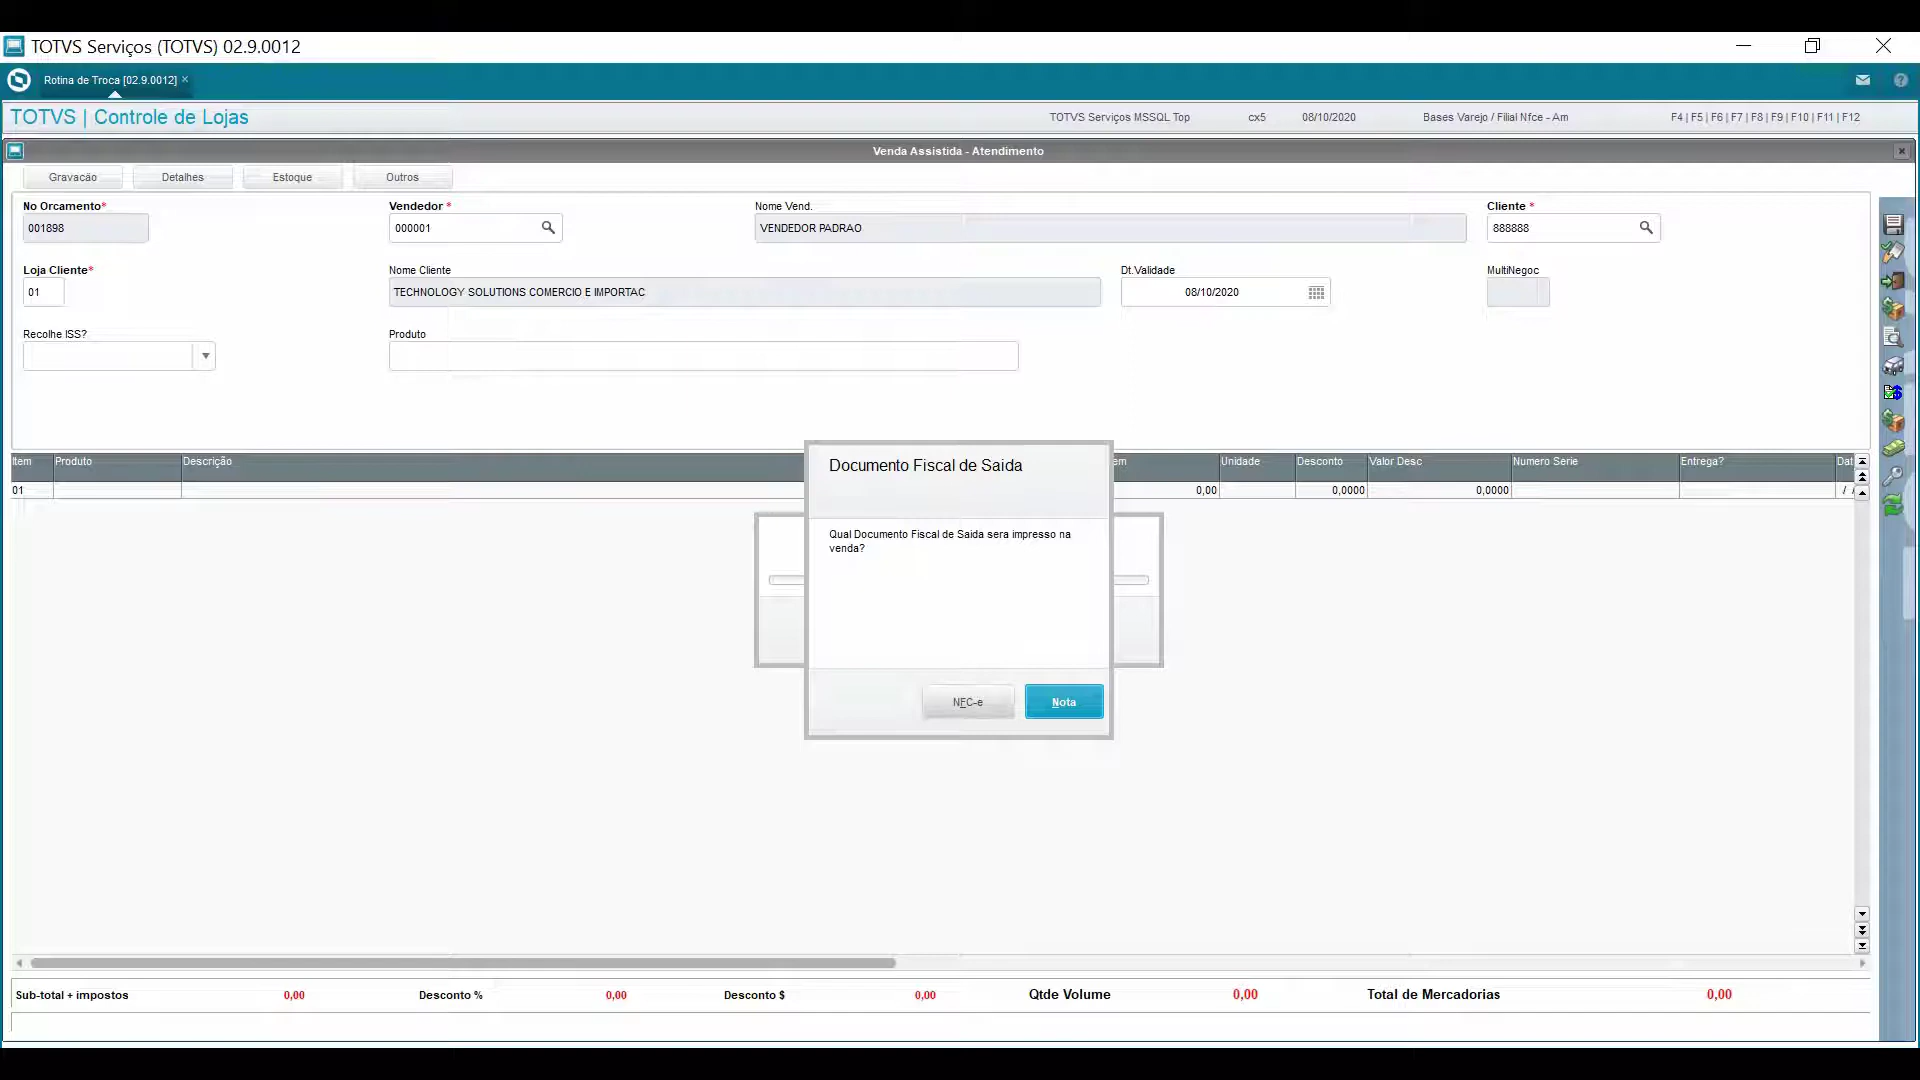 TOTVS Serviços (TOTVS) 02.9.0012
Rotina de Troca [02.9.0012]
TOTVS | Controle de Lojas
TOTVS Serviços MSSQL Top
cx5
08/10/2020
Bases Varejo / Filial Nfce - Am
F4 | F5 | F6 | F7 | F8 | F9 | F10 | F11 | F12
Venda Assistida - Atendimento
Gravacão
Detalhes
Estoque
Outros
No Orcamento*
Vendedor *
Nome Vend.
Cliente *
001898
000001
VENDEDOR PADRAO
888888
Loja Cliente*
Nome Cliente
Dt.Validade
MultiNegoc
01
TECHNOLOGY SOLUTIONS COMERCIO E IMPORTAC
08/10/2020
Recolhe ISS?
Produto
Item
Produto
Descrição
em
Unidade
Desconto
Valor Desc
Numero Serie
Entrega?
Dat
01
0,00
0,0000
0,0000
/ /
Documento Fiscal de Saida
Qual Documento Fiscal de Saida sera impresso na
venda?
NFC-e
Nota
Sub-total + impostos
0,00
Desconto %
0,00
Desconto $
0,00
Qtde Volume
0,00
Total de Mercadorias
0,00